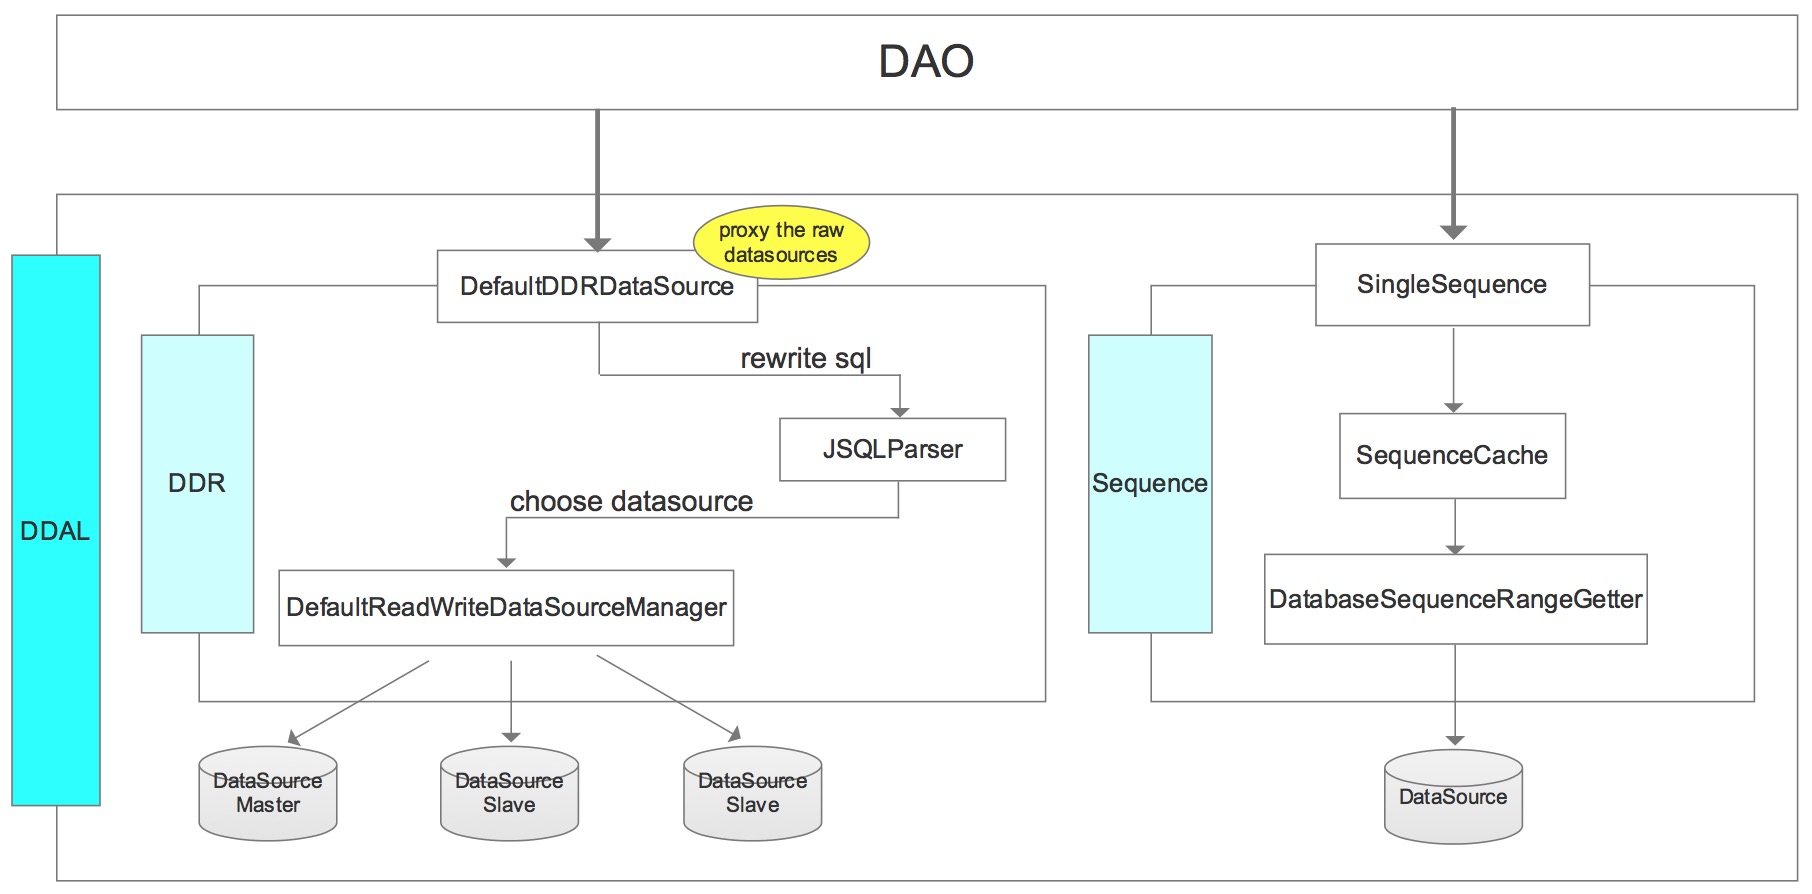 DAO
proxy the raw
datasources
DefaultDDRDataSource
SingleSequence
rewrite sql
JSQLParser
SequenceCache
DDR
Sequence
choose datasource
DDAL
DefaultReadWriteDataSourceManager
DatabaseSequenceRangeGetter
DataSource
Master
DataSource
Slave
DataSource
Slave
DataSource